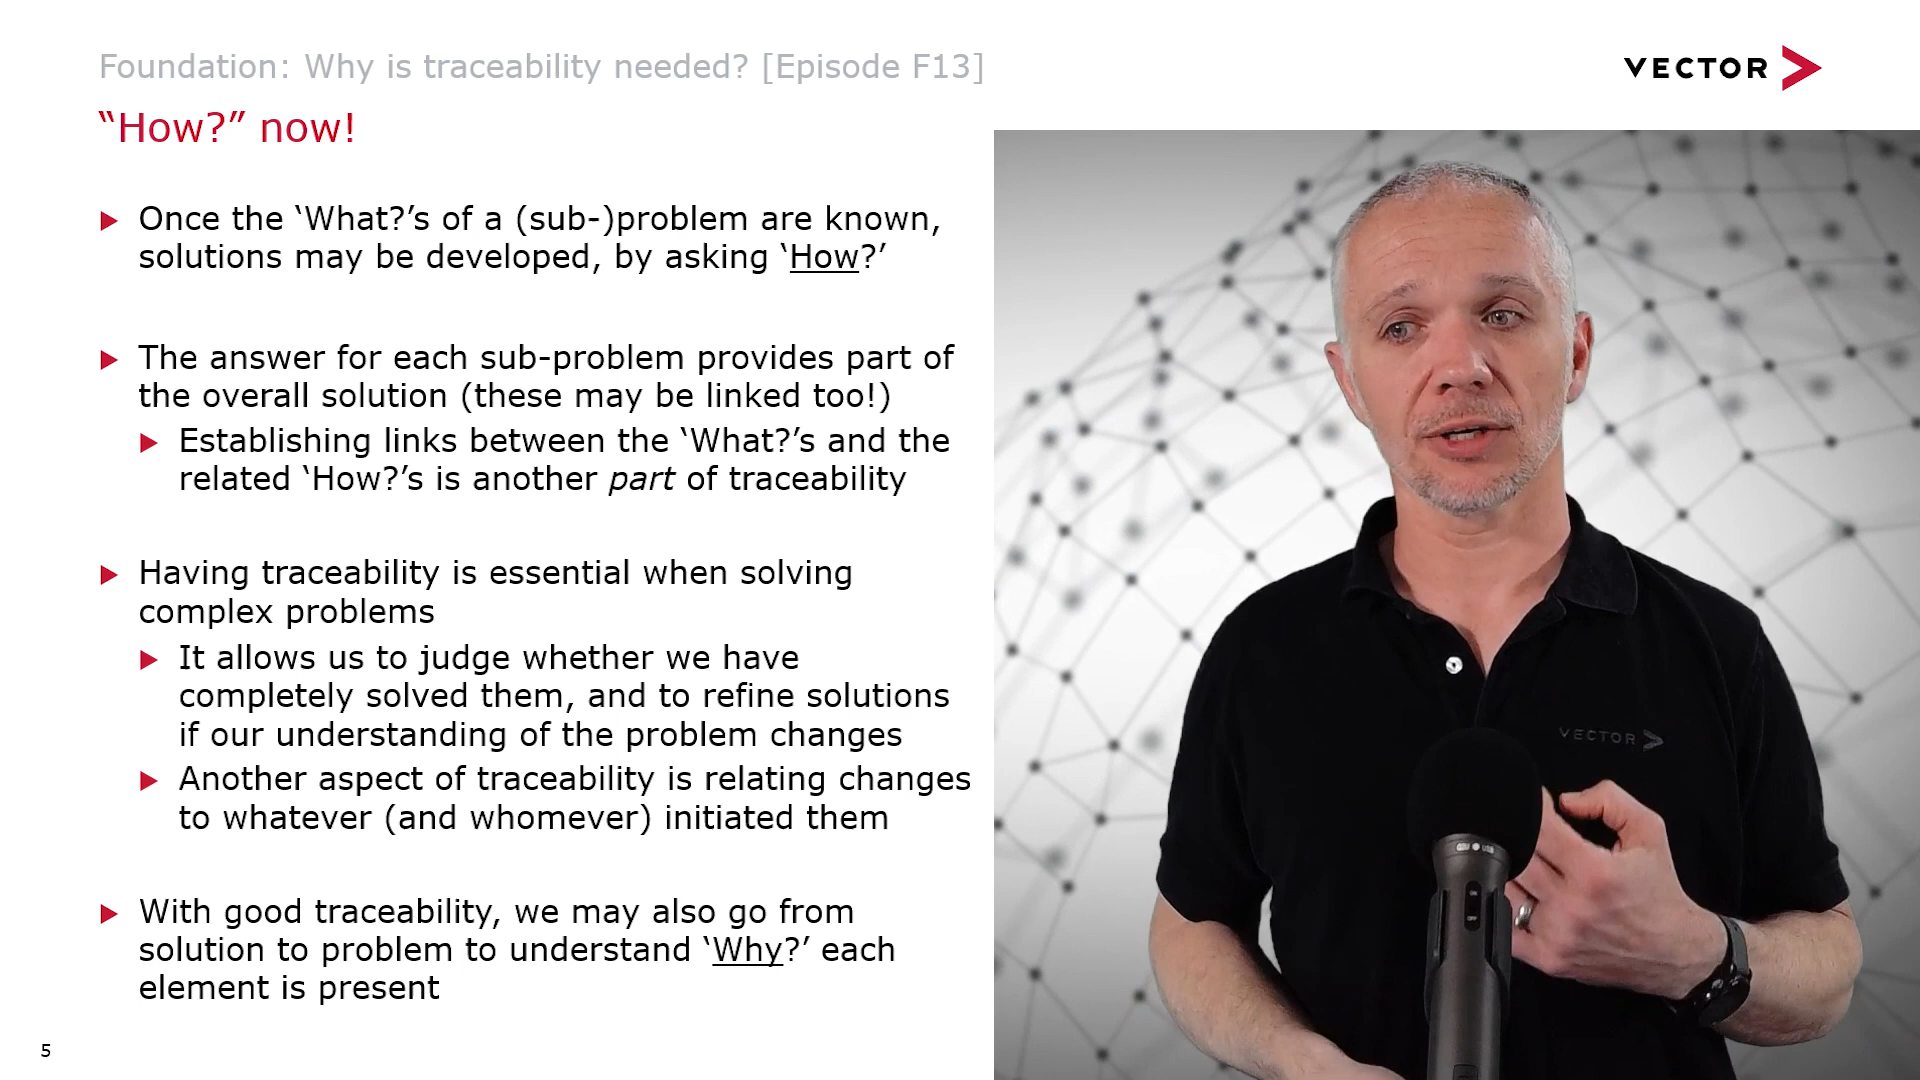 Foundation: Why is traceability needed? [Episode F13]
VECTOR
“How?” now!
Once the ‘What?’s of a (sub-)problem are known,
solutions may be developed, by asking ‘How?’
The answer for each sub-problem provides part of
the overall solution (these may be linked too!)
Establishing links between the ‘What?’s and the
related ‘How?’s is another part of traceability
Having traceability is essential when solving
complex problems
It allows us to judge whether we have
completely solved them, and to refine solutions
if our understanding of the problem changes
Another aspect of traceability is relating changes
to whatever (and whomever) initiated them
With good traceability, we may also go from
solution to problem to understand ‘Why?’ each
element is present
5
VECTOR